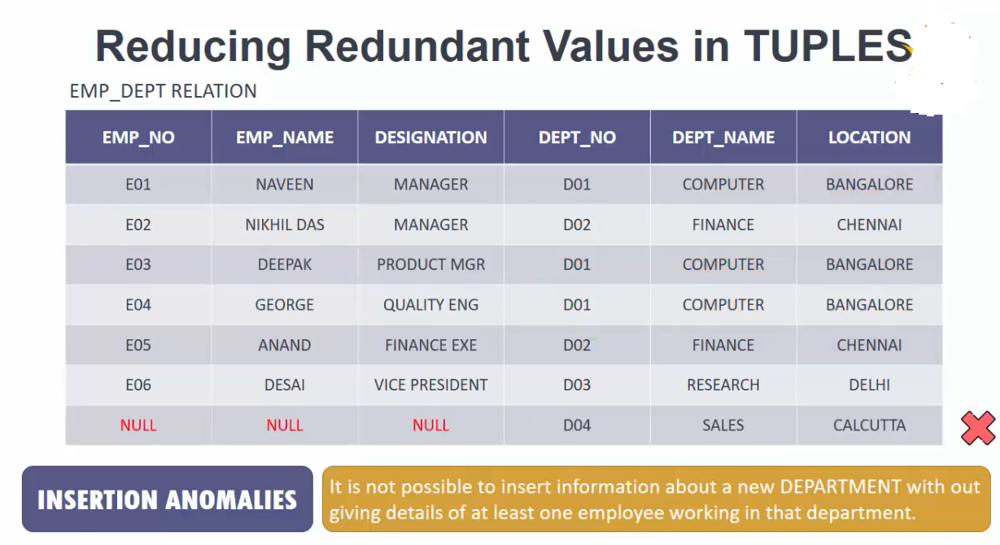 Reducing Redundant Values in TUPLES
EMP_DEPT RELATION
EMP_NO EMP_NAME DESIGNATION DEPT_NO DEPT_NAME LOCATION
E01 NAVEEN MANAGER D01 COMPUTER BANGALORE
E02 NIKHIL DAS MANAGER D02 FINANCE CHENNAI
E03 DEEPAK PRODUCT MGR D01 COMPUTER BANGALORE
E04 GEORGE QUALITY ENG D01 COMPUTER BANGALORE
E05 ANAND FINANCE EXE D02 FINANCE CHENNAI
E06 DESAI VICE PRESIDENT D03 RESEARCH DELHI
NULL NULL NULL D04 SALES CALCUTTA
INSERTION ANOMALIES
It is not possible to insert information about a new DEPARTMENT with out
giving details of at least one employee working in that department.